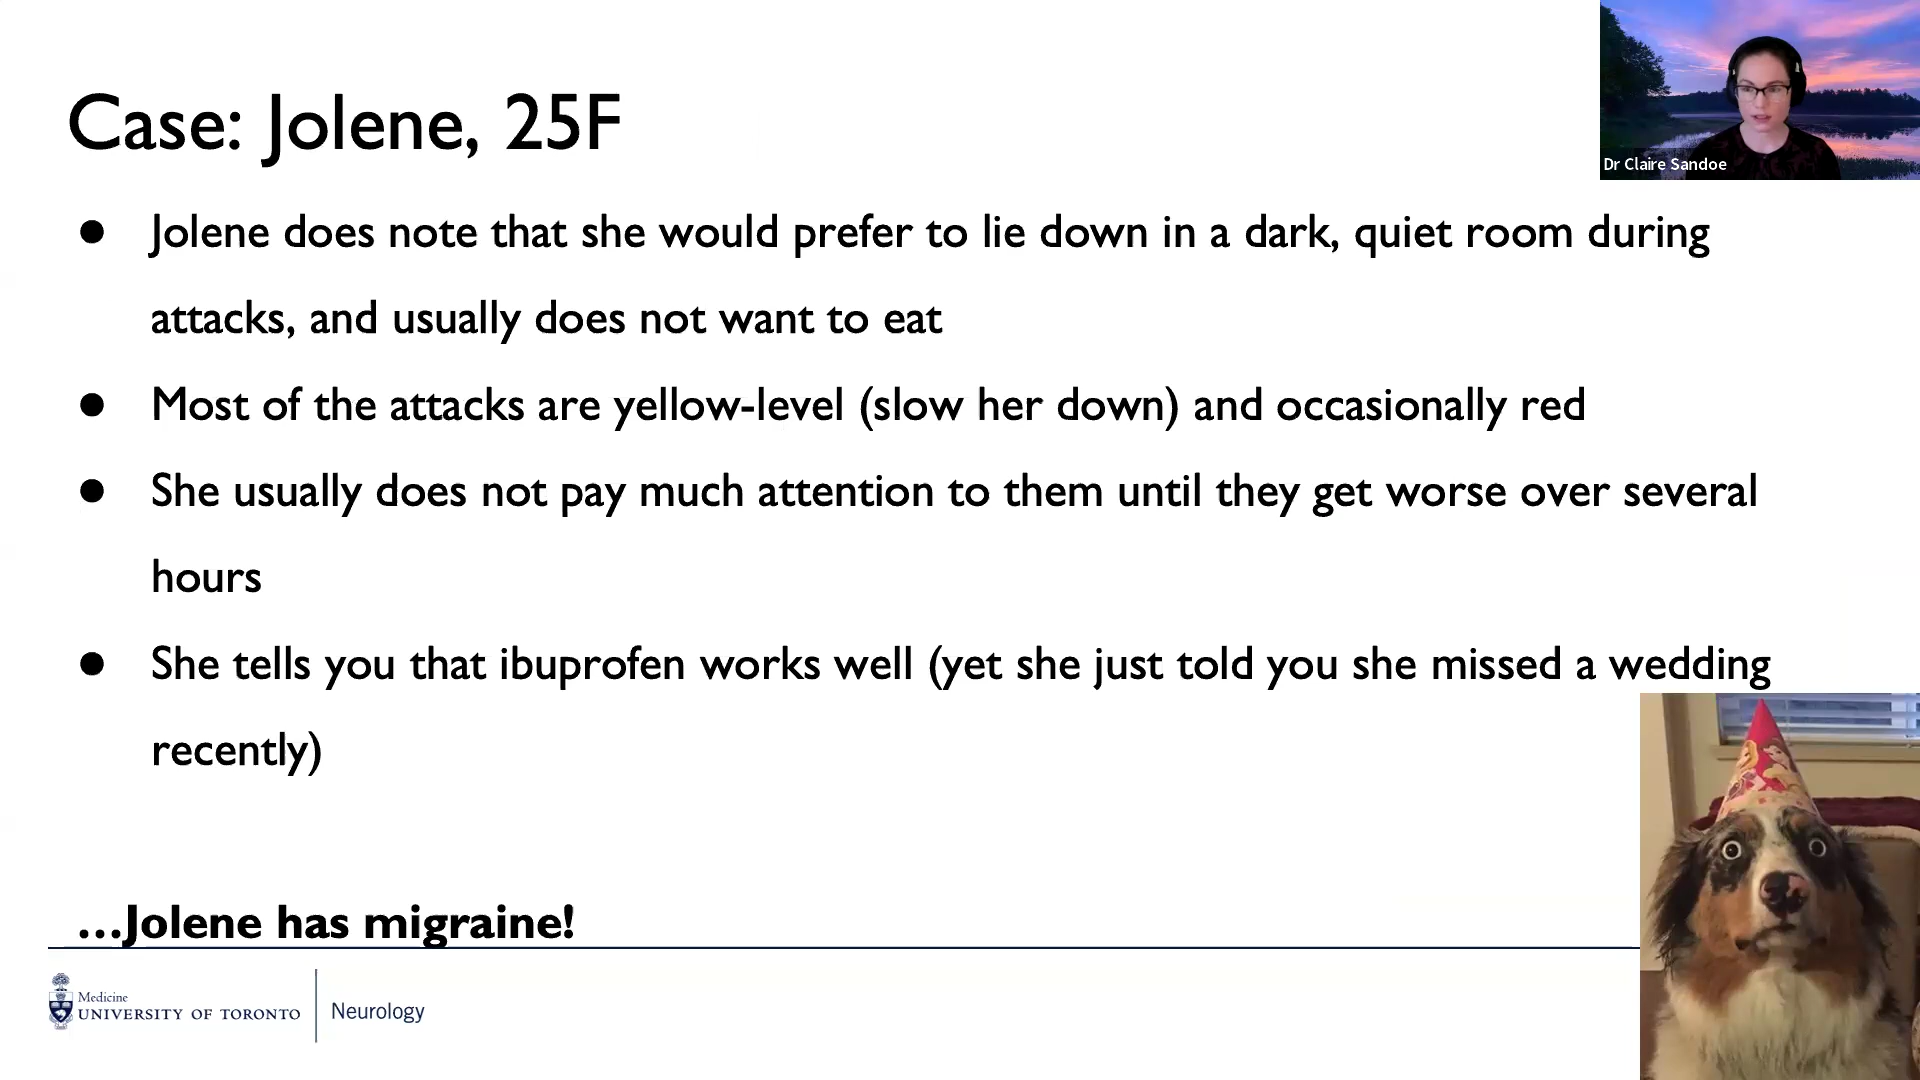 Case: Jolene, 25F
Dr Claire Sandoe
● Jolene does note that she would prefer to lie down in a dark, quiet room during
attacks, and usually does not want to eat
● Most of the attacks are yellow-level (slow her down) and occasionally red
● She usually does not pay much attention to them until they get worse over several
hours
● She tells you that ibuprofen works well (yet she just told you she missed a wedding
recently)
...Jolene has migraine!
Medicine
UNIVERSITY OF TORONTO
Neurology